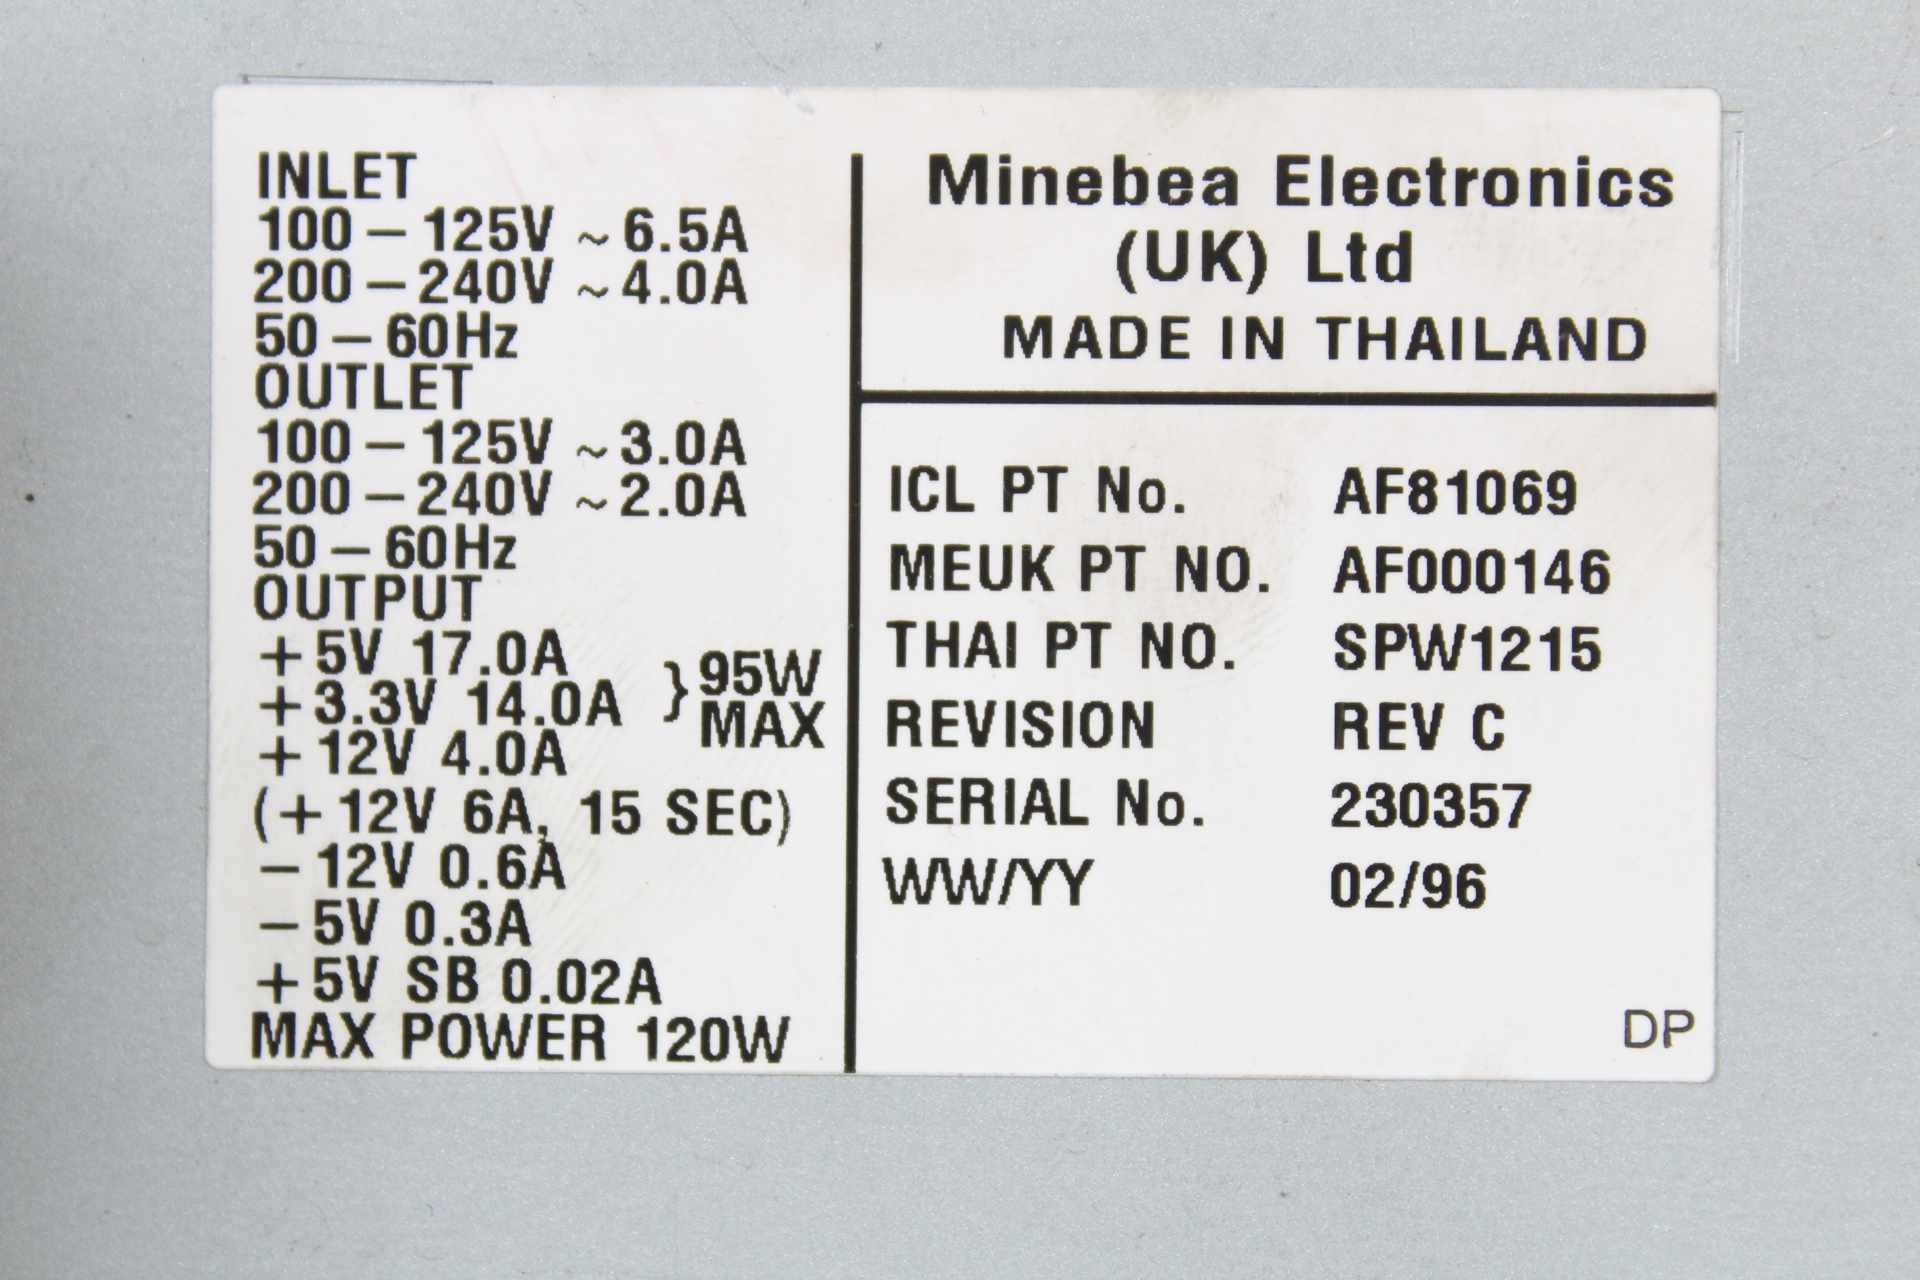 INLET
100 – 125V ~ 6.5A
200 – 240V ~ 4.0A
50 – 60Hz
OUTLET
100 – 125V ~ 3.0A
200 – 240V ~ 2.0A
50 – 60Hz
OUTPUT
+ 5V 17.0A
+ 3.3V 14.0A
} 95W
MAX
+ 12V 4.0A
(+ 12V 6A, 15 SEC)
– 12V 0.6A
– 5V 0.3A
+ 5V SB 0.02A
MAX POWER 120W
Minebea Electronics
(UK) Ltd
MADE IN THAILAND
ICL PT No. AF81069
MEUK PT NO. AF000146
THAI PT NO. SPW1215
REVISION REV C
SERIAL No. 230357
WW/YY 02/96
DP